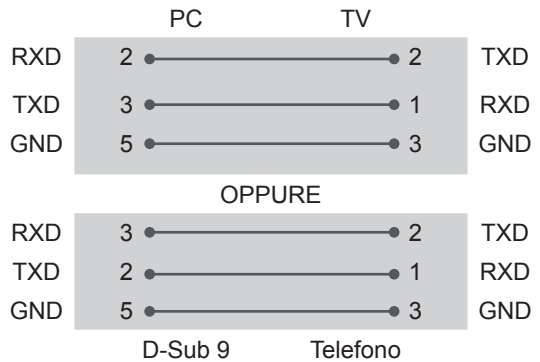 PC TV
RXD 2 2 TXD
TXD 3 1 RXD
GND 5 3 GND
OPPURE
RXD 3 2 TXD
TXD 2 1 RXD
GND 5 3 GND
D-Sub 9 Telefono